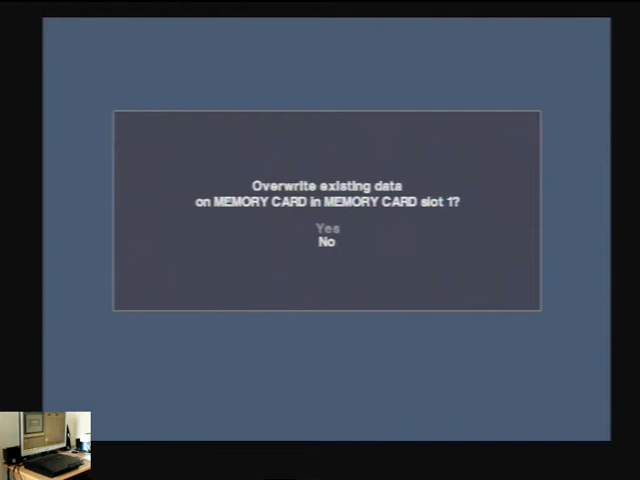 Overwrite existing data
on MEMORY CARD in MEMORY CARD slot 1?
Yes
No